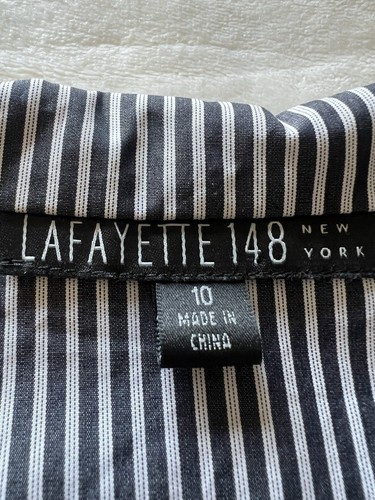 LAFAYETTE 148 NEW YORK
10
MADE IN
CHINA